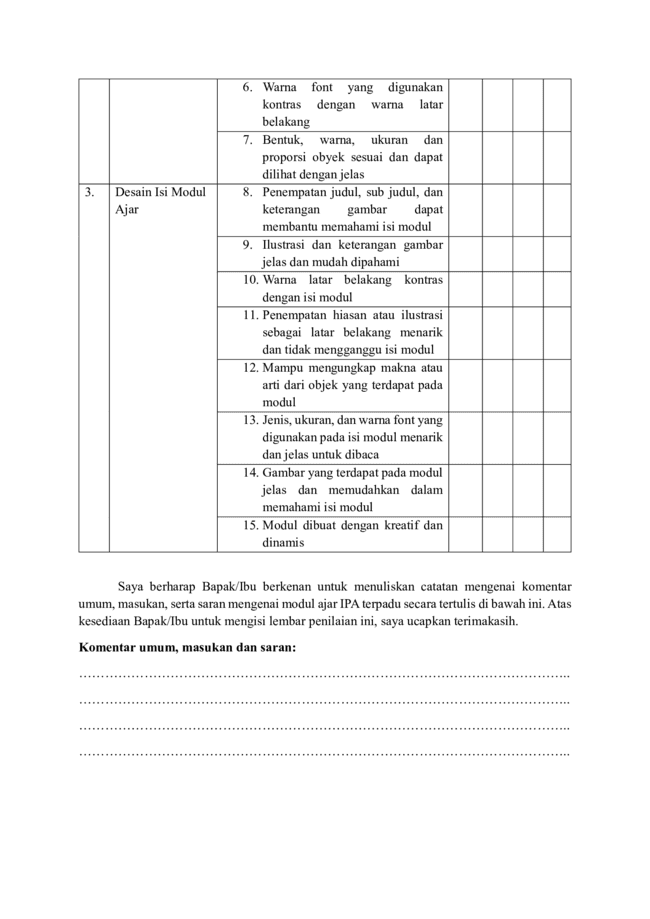 6. Warna font yang digunakan
kontras dengan warna latar
belakang
7. Bentuk, warna, ukuran dan
proporsi obyek sesuai dan dapat
dilihat dengan jelas
3. Desain Isi Modul
Ajar
8. Penempatan judul, sub judul, dan
keterangan gambar dapat
membantu memahami isi modul
9. Ilustrasi dan keterangan gambar
jelas dan mudah dipahami
10. Warna latar belakang kontras
dengan isi modul
11. Penempatan hiasan atau ilustrasi
sebagai latar belakang menarik
dan tidak mengganggu isi modul
12. Mampu mengungkap makna atau
arti dari objek yang terdapat pada
modul
13. Jenis, ukuran, dan warna font yang
digunakan pada isi modul menarik
dan jelas untuk dibaca
14. Gambar yang terdapat pada modul
jelas dan memudahkan dalam
memahami isi modul
15. Modul dibuat dengan kreatif dan
dinamis
Saya berharap Bapak/Ibu berkenan untuk menuliskan catatan mengenai komentar
umum, masukan, serta saran mengenai modul ajar IPA terpadu secara tertulis di bawah ini. Atas
kesediaan Bapak/Ibu untuk mengisi lembar penilaian ini, saya ucapkan terimakasih.
Komentar umum, masukan dan saran:
…………………………………………………………………………………………………..
…………………………………………………………………………………………………..
…………………………………………………………………………………………………..
…………………………………………………………………………………………………..